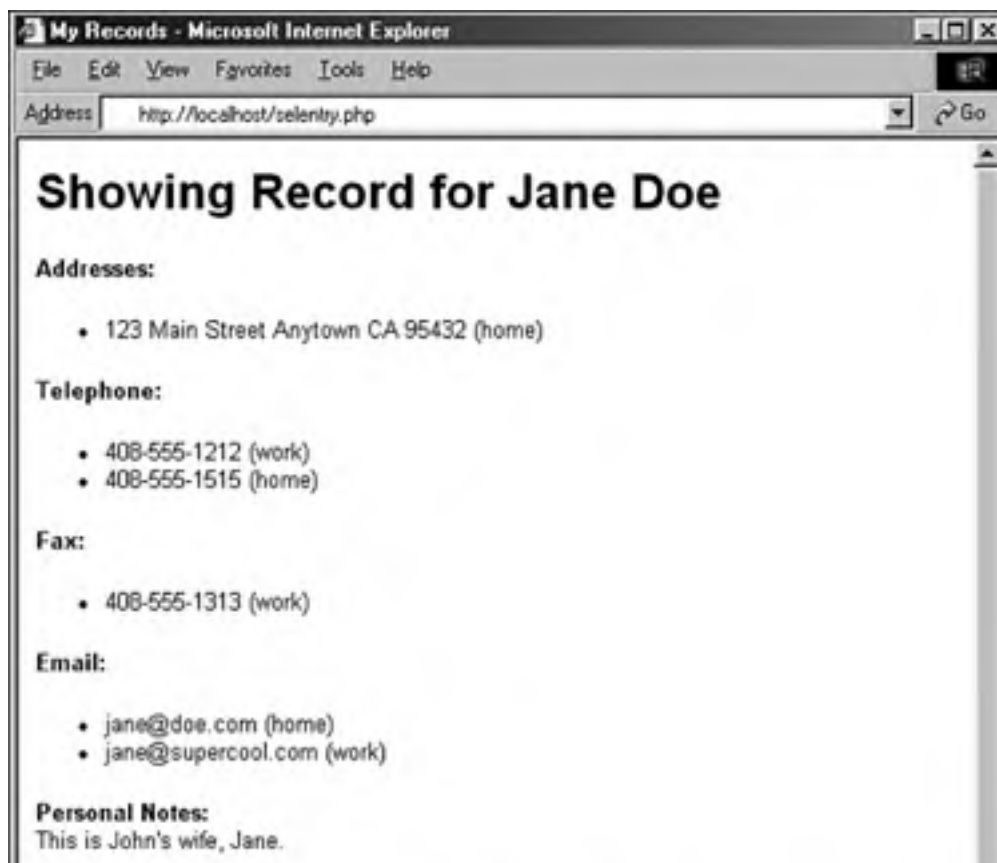 My Records - Microsoft Internet Explorer
File Edit View Favorites Tools Help
Address http://localhost/selentry.php Go
Showing Record for Jane Doe
Addresses:
• 123 Main Street Anytown CA 95432 (home)
Telephone:
• 408-555-1212 (work)
• 408-555-1515 (home)
Fax:
• 408-555-1313 (work)
Email:
• jane@doe.com (home)
• jane@supercool.com (work)
Personal Notes:
This is John's wife, Jane.